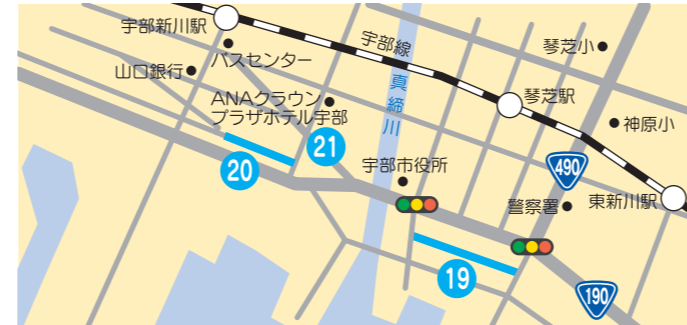 宇部新川駅
バスセンター
山口銀行
宇部線
琴芝小
ANAクラウン
プラザホテル宇部
真締川
琴芝駅
神原小
21
20
宇部市役所
490
警察署
東新川駅
19
190